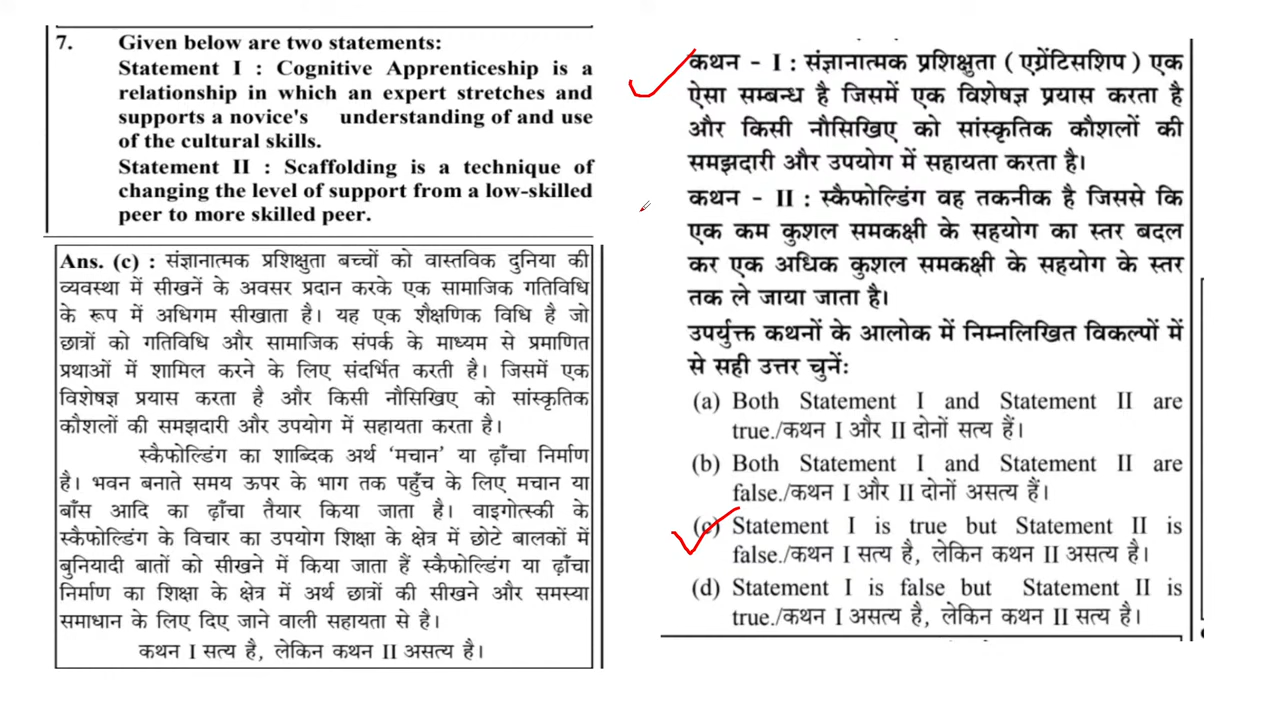 7. Given below are two statements:
Statement I : Cognitive Apprenticeship is a
relationship in which an expert stretches and
supports a novice's understanding of and use
of the cultural skills.
Statement II : Scaffolding is a technique of
changing the level of support from a low-skilled
peer to more skilled peer.
Ans. (c) : संज्ञानात्मक प्रशिक्षुता बच्चों को वास्तविक दुनिया की
व्यवस्था में सीखनें के अवसर प्रदान करके एक सामाजिक गतिविधि
के रूप में अधिगम सीखाता है। यह एक शैक्षणिक विधि है जो
छात्रों को गतिविधि और सामाजिक संपर्क के माध्यम से प्रमाणित
प्रथाओं में शामिल करने के लिए संदर्भित करती है। जिसमें एक
विशेषज्ञ प्रयास करता है और किसी नौसिखिए को सांस्कृतिक
कौशलों की समझदारी और उपयोग में सहायता करता है।
स्कैफोल्डिंग का शाब्दिक अर्थ ‘मचान’ या ढ़ाँचा निर्माण
है। भवन बनाते समय ऊपर के भाग तक पहुँच के लिए मचान या
बाँस आदि का ढ़ाँचा तैयार किया जाता है। वाइगोत्स्की के
स्कैफोल्डिंग के विचार का उपयोग शिक्षा के क्षेत्र में छोटे बालकों में
बुनियादी बातों को सीखने में किया जाता हैं स्कैफोल्डिंग या ढ़ाँचा
निर्माण का शिक्षा के क्षेत्र में अर्थ छात्रों की सीखने और समस्या
समाधान के लिए दिए जाने वाली सहायता से है।
कथन I सत्य है, लेकिन कथन II असत्य है।
कथन - I : संज्ञानात्मक प्रशिक्षुता ( एप्रेंटिसशिप ) एक
ऐसा सम्बन्ध है जिसमें एक विशेषज्ञ प्रयास करता है
और किसी नौसिखिए को सांस्कृतिक कौशलों की
समझदारी और उपयोग में सहायता करता है।
कथन - II : स्कैफोल्डिंग वह तकनीक है जिससे कि
एक कम कुशल समकक्षी के सहयोग का स्तर बदल
कर एक अधिक कुशल समकक्षी के सहयोग के स्तर
तक ले जाया जाता है।
उपर्युक्त कथनों के आलोक में निम्नलिखित विकल्पों में
से सही उत्तर चुनें:
(a) Both Statement I and Statement II are
true./कथन I और II दोनों सत्य हैं।
(b) Both Statement I and Statement II are
false./कथन I और II दोनों असत्य हैं।
(c) Statement I is true but Statement II is
false./कथन I सत्य है, लेकिन कथन II असत्य है।
(d) Statement I is false but Statement II is
true./कथन I असत्य है, लेकिन कथन II सत्य है।